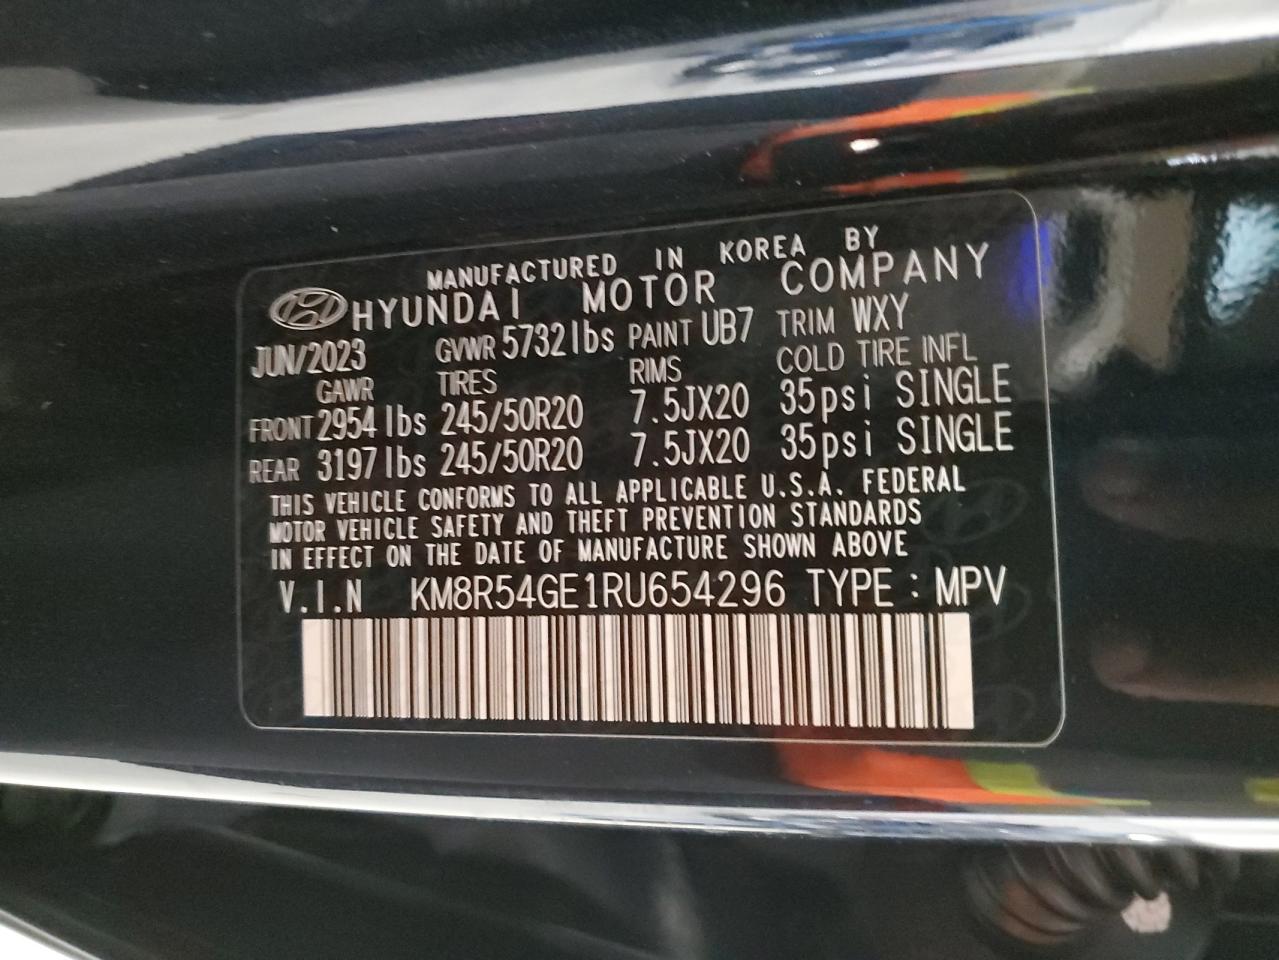 MANUFACTURED IN KOREA BY
HYUNDAI MOTOR COMPANY
JUN/2023 GVWR 5732lbs PAINT UB7 TRIM WXY
GAWR TIRES RIMS COLD TIRE INFL
FRONT 2954 lbs 245/50R20 7.5JX20 35psi SINGLE
REAR 3197 lbs 245/50R20 7.5JX20 35psi SINGLE
THIS VEHICLE CONFORMS TO ALL APPLICABLE U.S.A. FEDERAL
MOTOR VEHICLE SAFETY AND THEFT PREVENTION STANDARDS
IN EFFECT ON THE DATE OF MANUFACTURE SHOWN ABOVE
V.I.N KM8R54GE1RU654296 TYPE : MPV